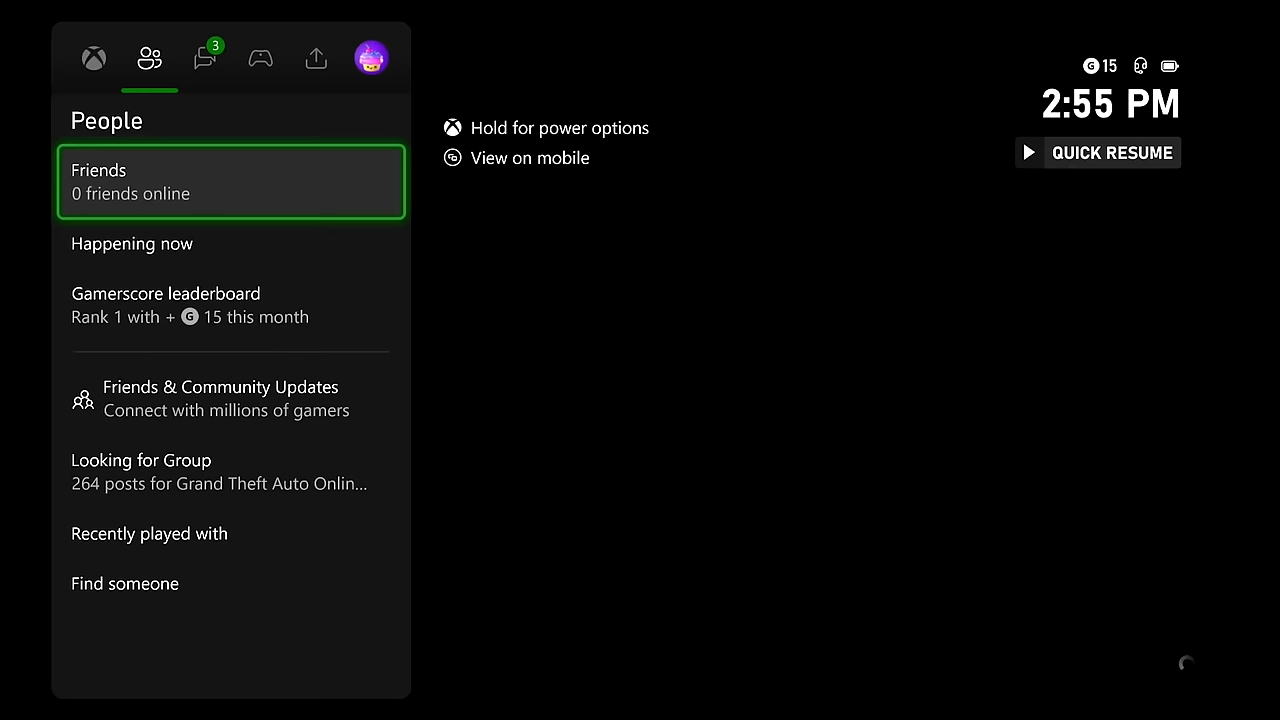 3
People
Friends
0 friends online
Happening now
Gamerscore leaderboard
Rank 1 with + G 15 this month
Friends & Community Updates
Connect with millions of gamers
Looking for Group
264 posts for Grand Theft Auto Onlin...
Recently played with
Find someone
Hold for power options
View on mobile
G 15
2:55 PM
QUICK RESUME